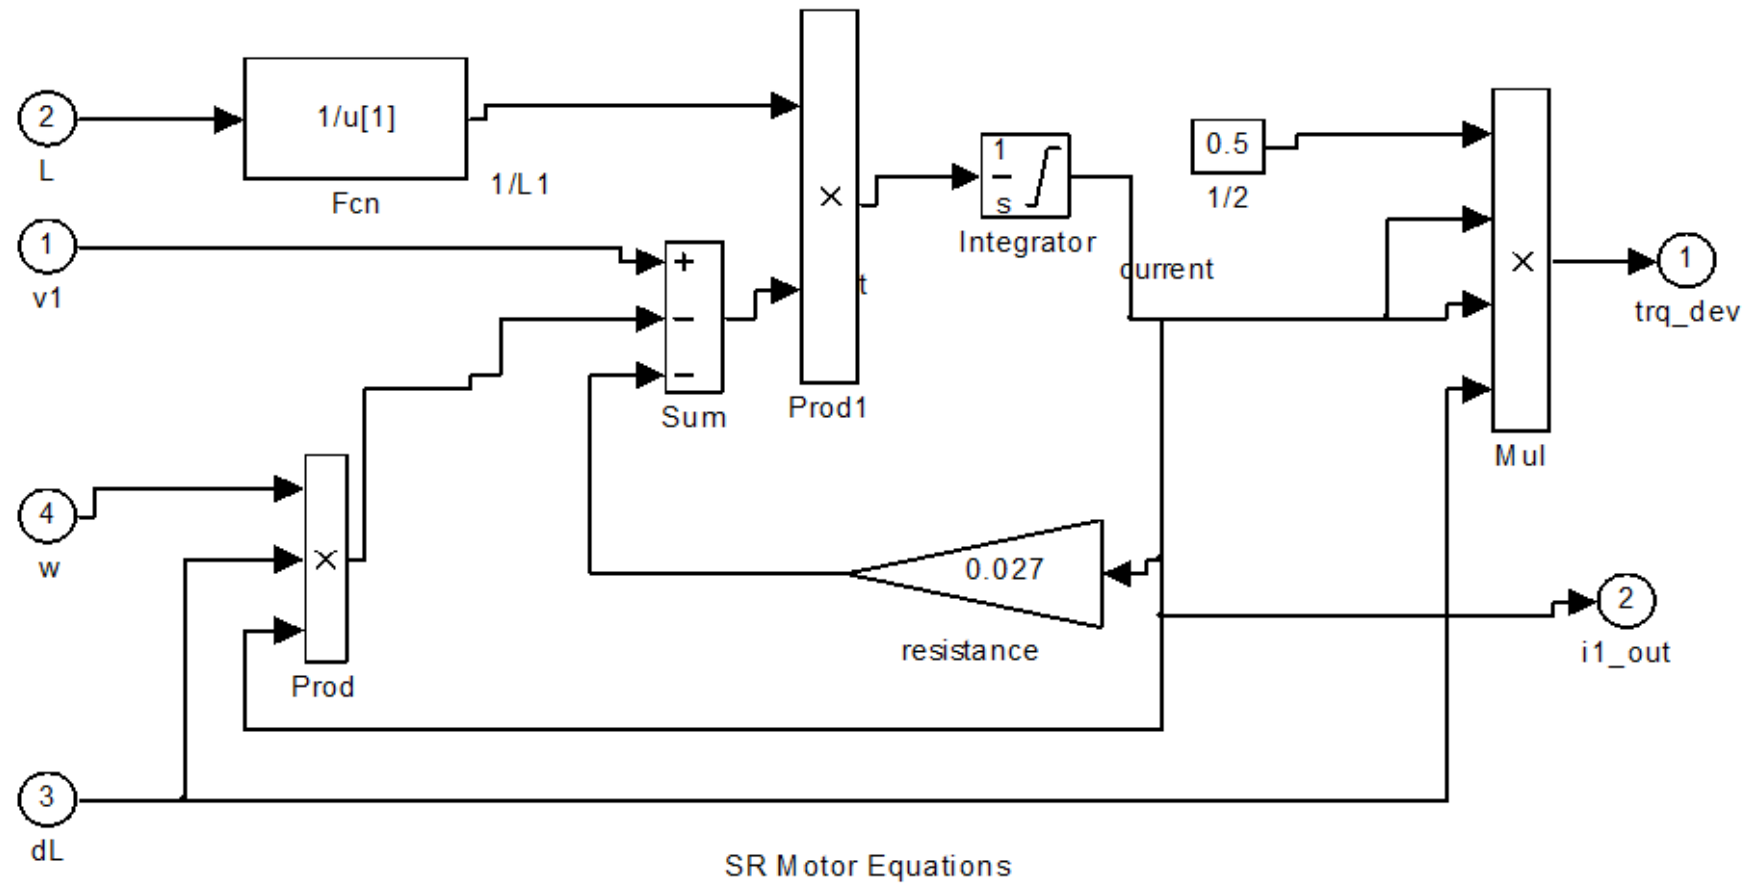 2
L
1/u[1]
Fcn
1/L1
1
v1
+
−
−
Sum
×
t
Prod1
1
s
Integrator
current
0.5
1/2
×
Mul
1
trq_dev
4
w
×
Prod
0.027
resistance
2
i1_out
3
dL
SR Motor Equations